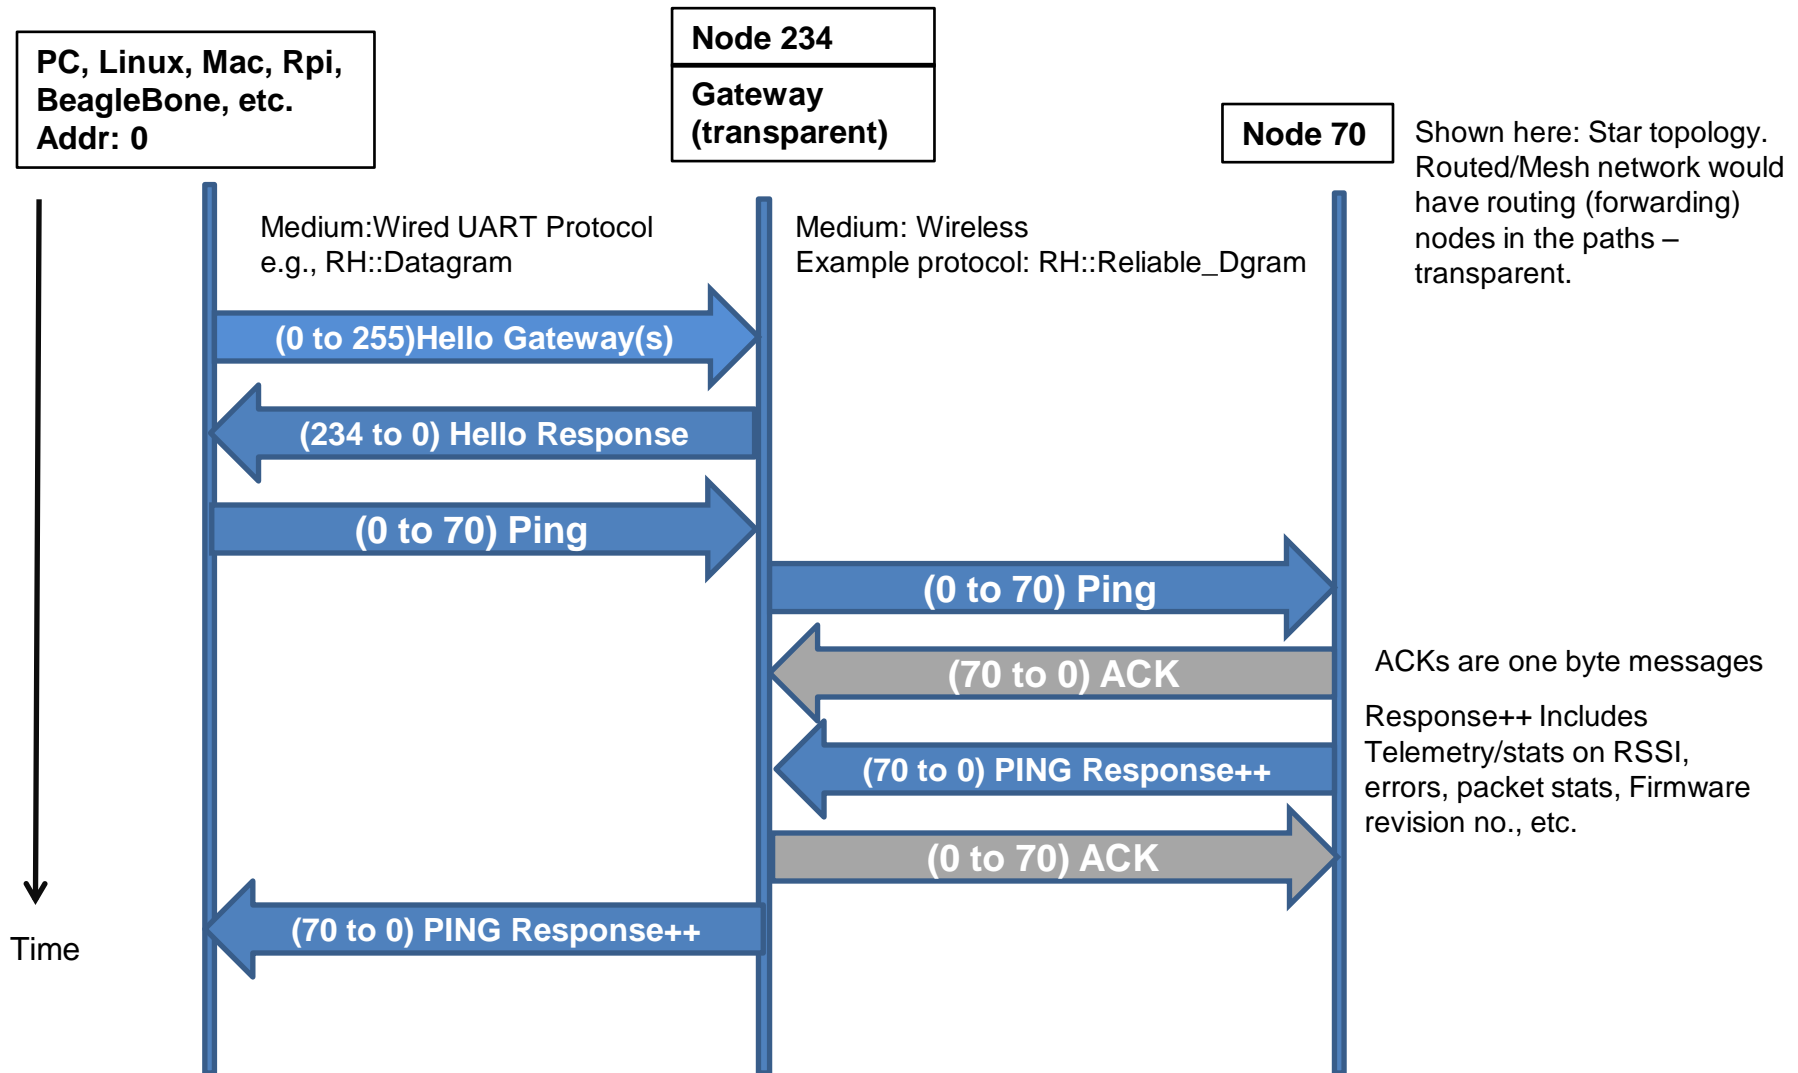 PC, Linux, Mac, Rpi,
BeagleBone, etc.
Addr: 0
Node 234
Gateway
(transparent)
Node 70
Shown here: Star topology.
Routed/Mesh network would
have routing (forwarding)
nodes in the paths –
transparent.
Medium:Wired UART Protocol
e.g., RH::Datagram
Medium: Wireless
Example protocol: RH::Reliable_Dgram
(0 to 255)Hello Gateway(s)
(234 to 0) Hello Response
(0 to 70) Ping
(0 to 70) Ping
(70 to 0) ACK
ACKs are one byte messages
(70 to 0) PING Response++
Response++ Includes
Telemetry/stats on RSSI,
errors, packet stats, Firmware
revision no., etc.
(0 to 70) ACK
(70 to 0) PING Response++
Time